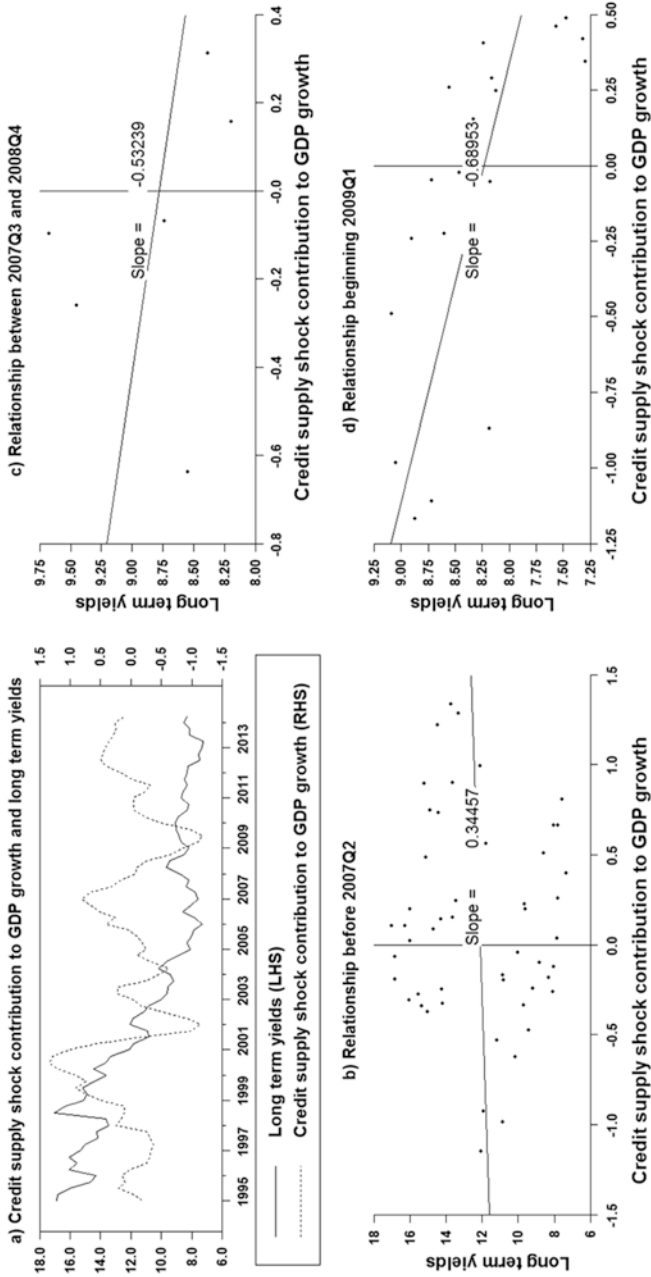 a) Credit supply shock contribution to GDP growth and long term yields
18.0
16.0
14.0
12.0
10.0
8.0
6.0
1.5
1.0
0.5
0.0
-0.5
-1.0
-1.5
1995 1997 1999 2001 2003 2005 2007 2009 2011 2013
Long term yields (LHS)
Credit supply shock contribution to GDP growth (RHS)
c) Relationship between 2007Q3 and 2008Q4
Long term yields
9.75
9.50
9.25
9.00
8.75
8.50
8.25
8.00
Slope = -0.53239
-0.8 -0.6 -0.4 -0.2 -0.0 0.2 0.4
Credit supply shock contribution to GDP growth
b) Relationship before 2007Q2
Long term yields
18
16
14
12
10
8
6
Slope = 0.34457
-1.5 -1.0 -0.5 0.0 0.5 1.0 1.5
Credit supply shock contribution to GDP growth
d) Relationship beginning 2009Q1
Long term yields
9.25
9.00
8.75
8.50
8.25
8.00
7.75
7.50
7.25
Slope = -0.68953
-1.25 -1.00 -0.75 -0.50 -0.25 0.00 0.25 0.50
Credit supply shock contribution to GDP growth